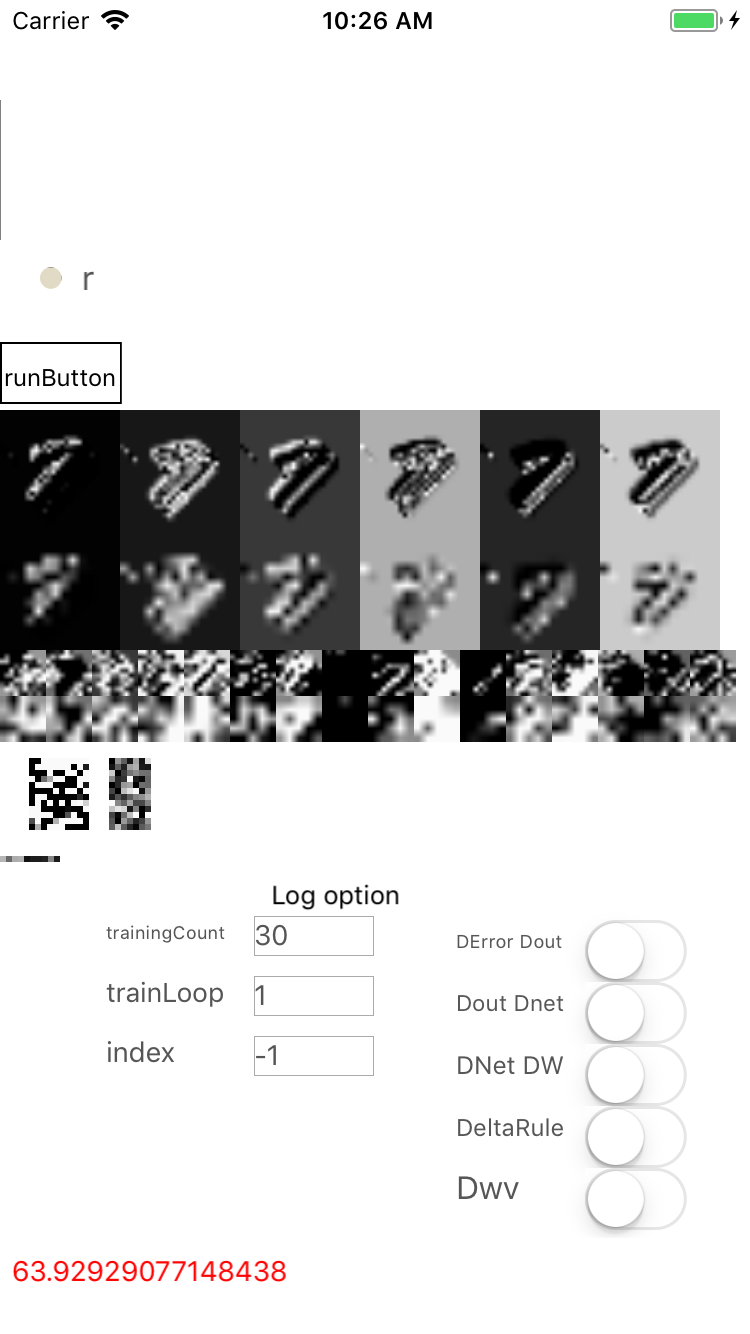 Carrier 10:26 AM
r
runButton
Log option
trainingCount 30 DError Dout
trainLoop 1 Dout Dnet
index -1 DNet DW
DeltaRule
Dwv
63.92929077148438